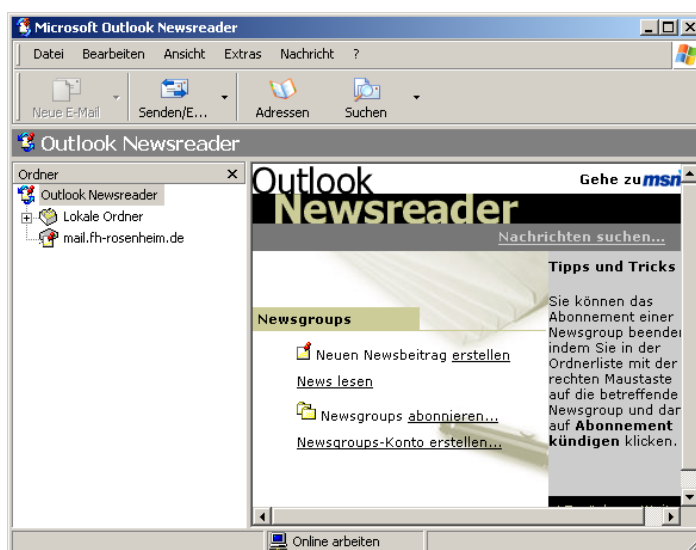 Microsoft Outlook Newsreader
Datei Bearbeiten Ansicht Extras Nachricht ?
Neue E-Mail Senden/E... Adressen Suchen
Outlook Newsreader
Ordner
Outlook Newsreader
Lokale Ordner
mail.fh-rosenheim.de
Outlook
Newsreader
Gehe zu msn
Nachrichten suchen...
Newsgroups
Neuen Newsbeitrag erstellen
News lesen
Newsgroups abonnieren...
Newsgroups-Konto erstellen...
Tipps und Tricks
Sie können das
Abonnement einer
Newsgroup beenden
indem Sie in der
Ordnerliste mit der
rechten Maustaste
auf die betreffende
Newsgroup und dan
auf Abonnement
kündigen klicken.
Online arbeiten